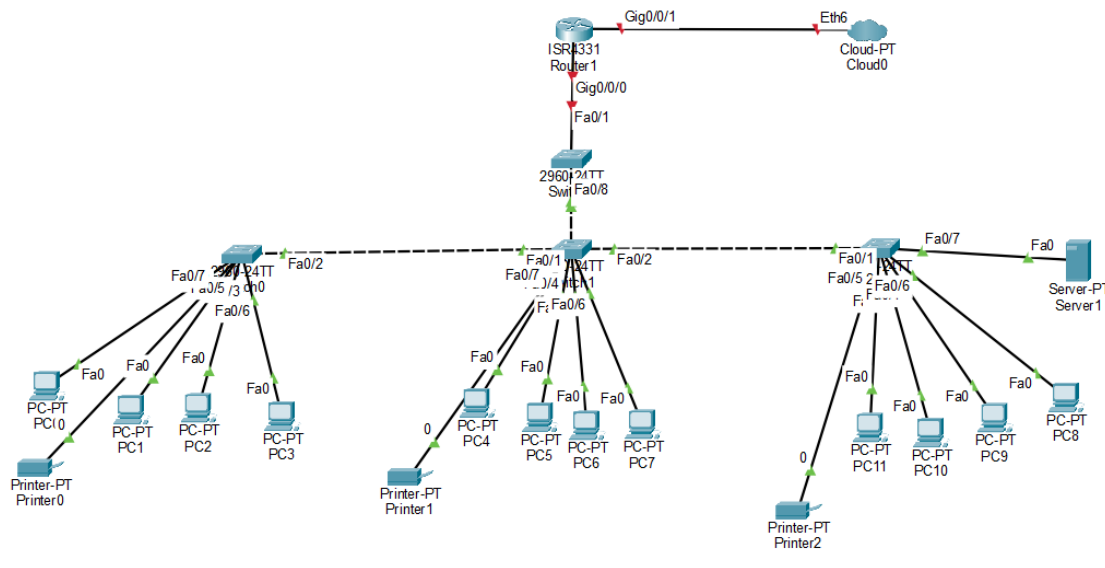 Gig0/0/1
Eth6
ISR4331
Router1
Cloud-PT
Cloud0
Gig0/0/0
Fa0/1
2960-24TT
Fa0/8
Fa0/2
Fa0/1
Fa0/2
Fa0/1
Fa0/7
Fa0
Fa0/7
Fa0/7
Fa0/5
Fa0/6
Fa0/6
Fa0/6
Server-PT
Server1
Fa0
Fa0
Fa0
Fa0
Fa0
Fa0
Fa0
Fa0
Fa0
Fa0
Fa0
Fa0
PC-PT
PC-PT
PC1
PC-PT
PC2
PC-PT
PC3
PC-PT
PC4
PC-PT
PC5
PC-PT
PC6
PC-PT
PC7
PC-PT
PC11
PC-PT
PC10
PC-PT
PC9
PC-PT
PC8
0
0
0
Printer-PT
Printer0
Printer-PT
Printer1
Printer-PT
Printer2